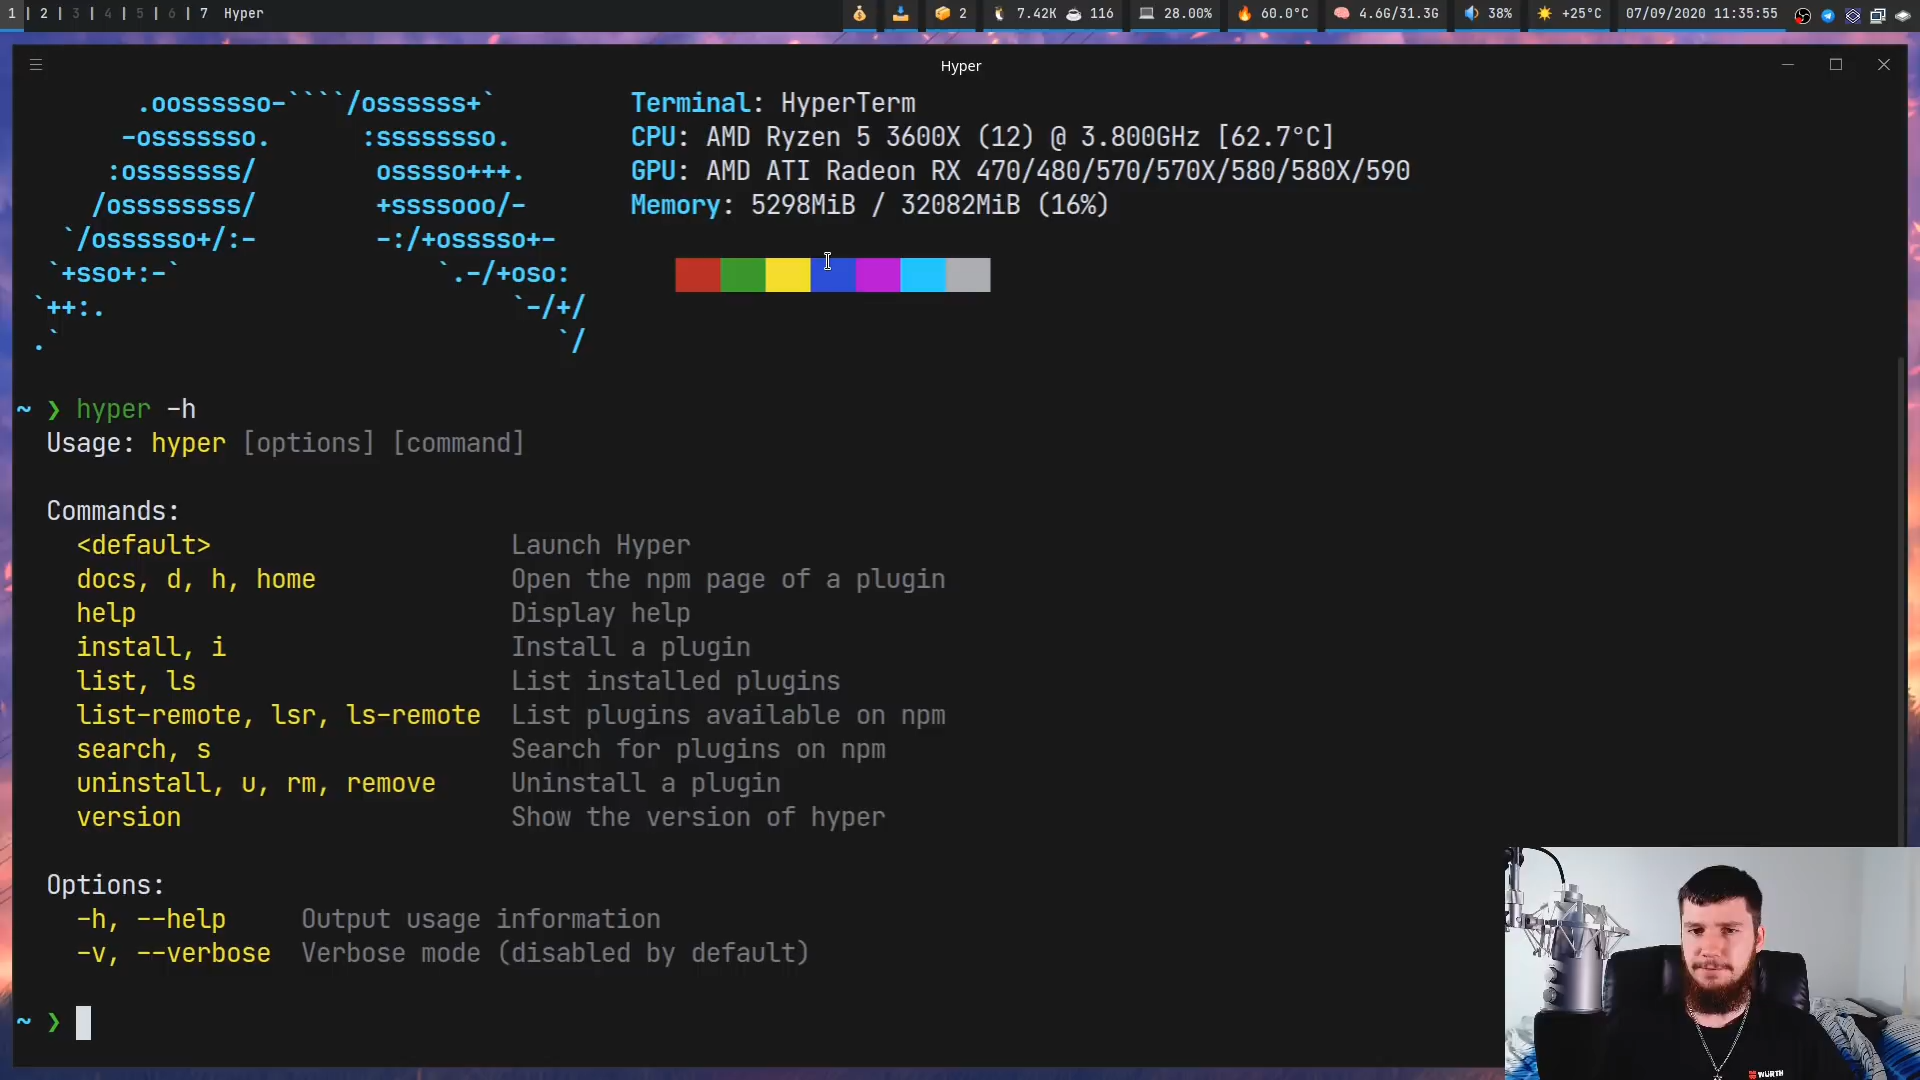 1 | 2 | 3 | 4 | 5 | 6 | 7 Hyper
2 7.42K 116 28.00% 60.0°C 4.6G/31.3G 38% +25°C 07/09/2020 11:35:55
Hyper
.oossssso-````/ossssss+`
-osssssso. :ssssssso.
:osssssss/ osssso+++.
/ossssssss/ +ssssooo/-
`/ossssso+/:- -:/+osssso+-
`+sso+:-` `.-/+oso:
`++:. `-/+/
.` `/
Terminal: HyperTerm
CPU: AMD Ryzen 5 3600X (12) @ 3.800GHz [62.7°C]
GPU: AMD ATI Radeon RX 470/480/570/570X/580/580X/590
Memory: 5298MiB / 32082MiB (16%)
~ ❯ hyper -h
Usage: hyper [options] [command]
Commands:
<default> Launch Hyper
docs, d, h, home Open the npm page of a plugin
help Display help
install, i Install a plugin
list, ls List installed plugins
list-remote, lsr, ls-remote List plugins available on npm
search, s Search for plugins on npm
uninstall, u, rm, remove Uninstall a plugin
version Show the version of hyper
Options:
-h, --help Output usage information
-v, --verbose Verbose mode (disabled by default)
~ ❯
WÜRTH